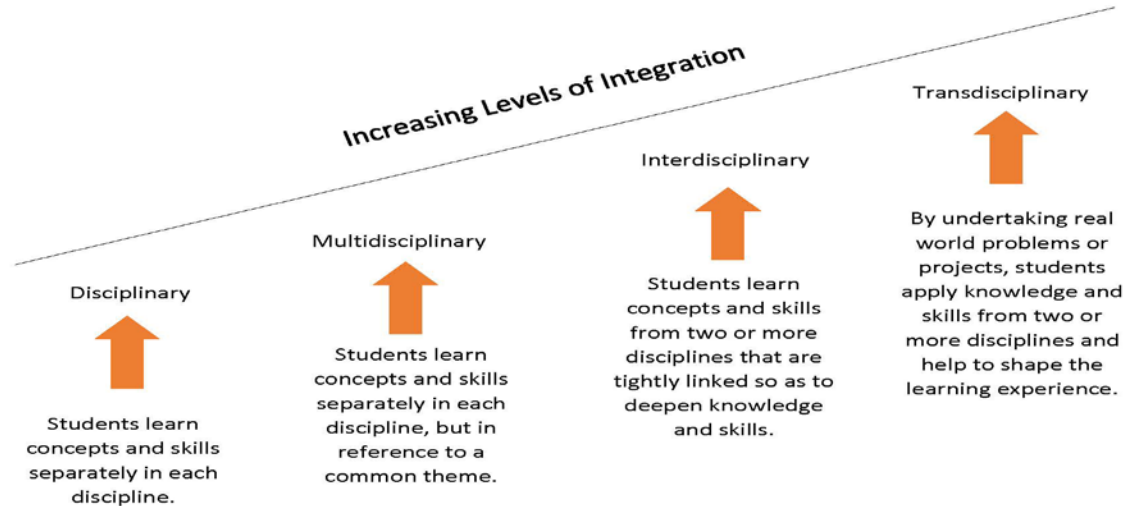 Increasing Levels of Integration
Disciplinary
Students learn
concepts and skills
separately in each
discipline.
Multidisciplinary
Students learn
concepts and skills
separately in each
discipline, but in
reference to a
common theme.
Interdisciplinary
Students learn
concepts and skills
from two or more
disciplines that are
tightly linked so as to
deepen knowledge
and skills.
Transdisciplinary
By undertaking real
world problems or
projects, students
apply knowledge and
skills from two or
more disciplines and
help to shape the
learning experience.